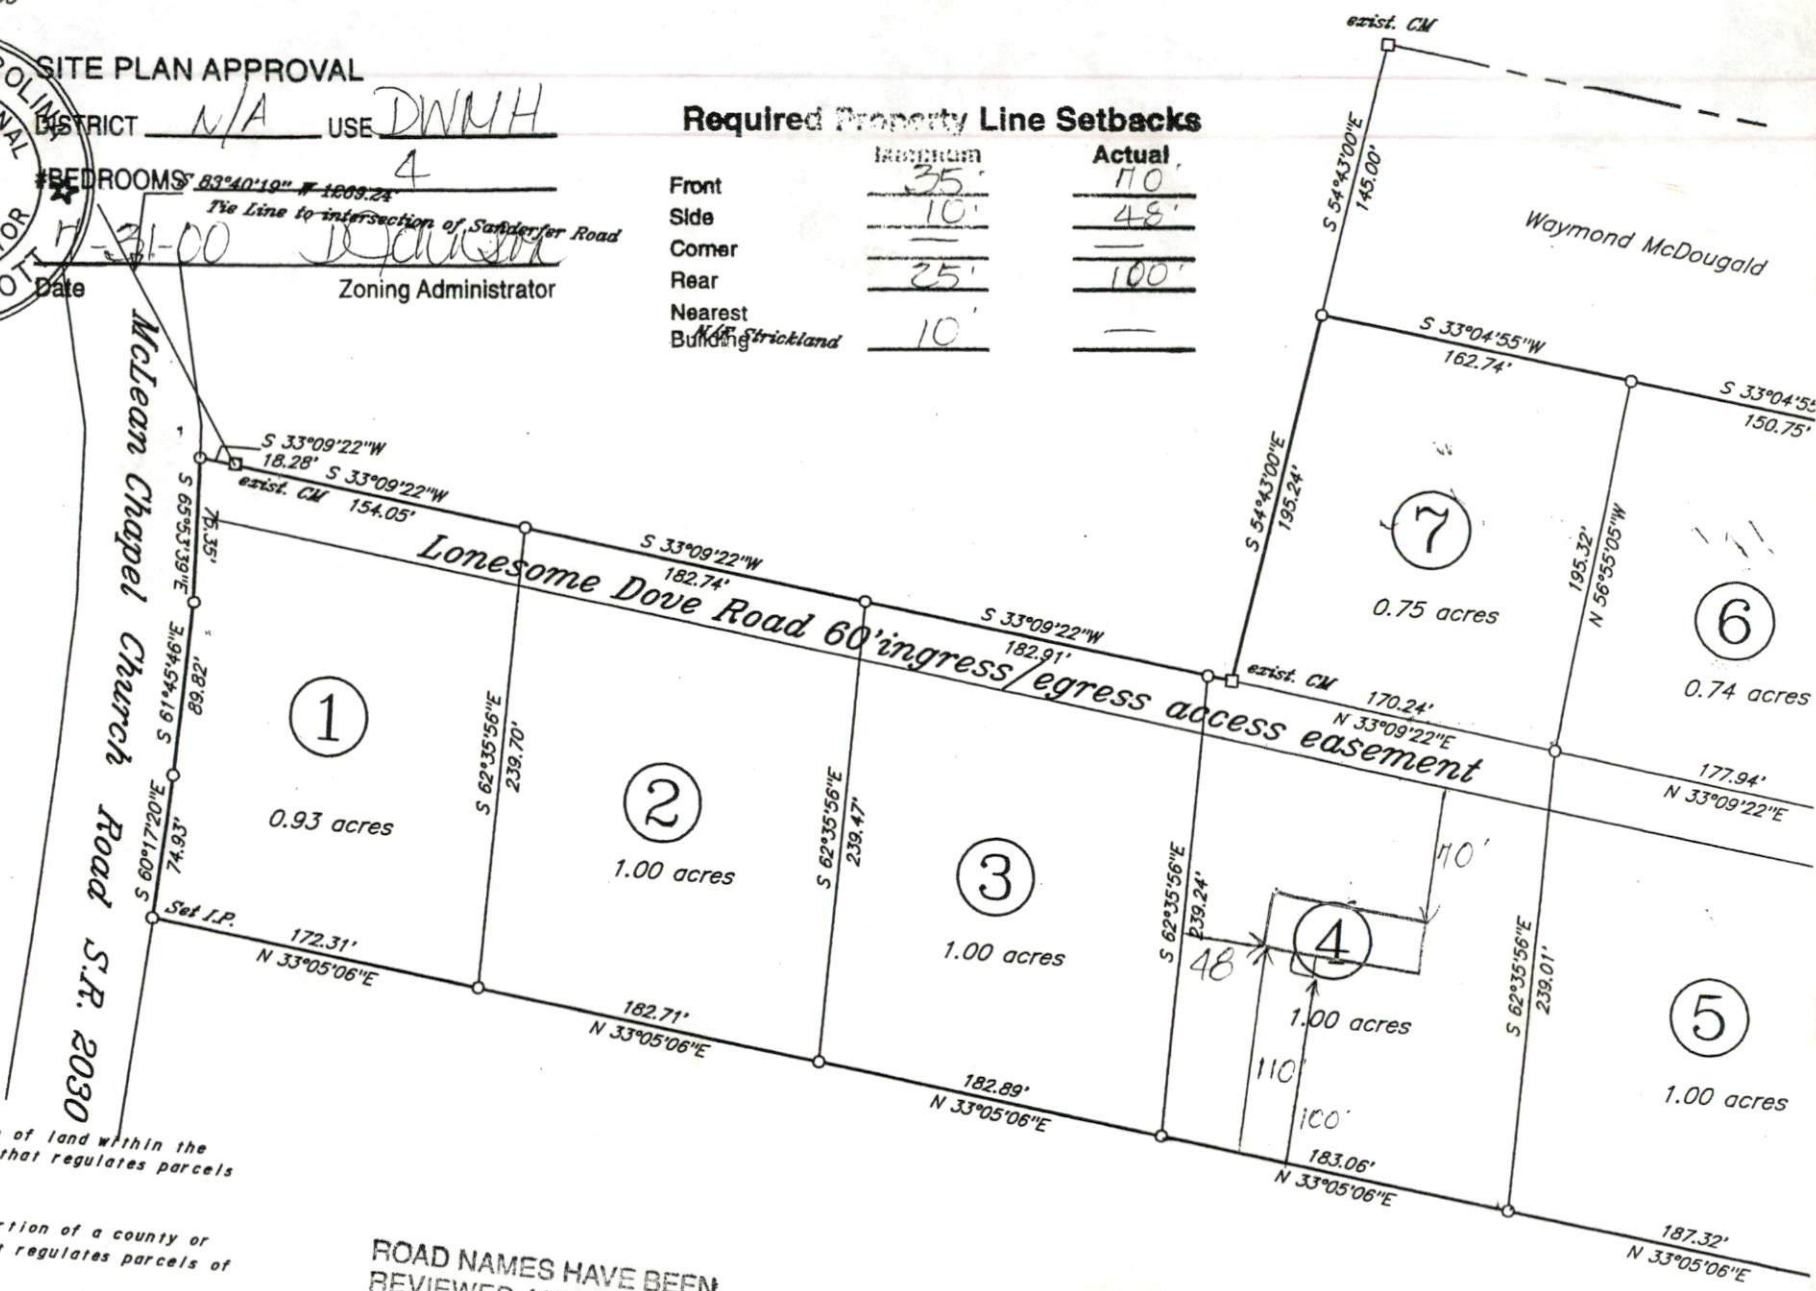 exist. CM
SITE PLAN APPROVAL
DISTRICT N/A USE DWMH
#BEDROOMS 4
S 83°40'19" W 1269.24'
Tie Line to intersection of Sanderfer Road
Date
Zoning Administrator
Required Property Line Setbacks
Minimum Actual
Front 35' 70'
Side 10' 48'
Corner — —
Rear 25' 100'
Nearest
Building 10' —
N/F Strickland
S 54°43'00"E
145.00'
Waymond McDougald
S 33°04'55"W
162.74'
150.75'
McLean Chapel Church Road S.R. 2030
S 33°09'22"W
18.28'
exist. CM
S 33°09'22"W
154.05'
S 33°09'22"W
182.74'
S 33°09'22"W
182.91'
Lonesome Dove Road 60'ingress/egress access easement
exist. CM
170.24'
N 33°09'22"E
177.94'
N 33°09'22"E
S 54°43'00"E
195.24'
7
0.75 acres
195.32'
N 56°55'05"W
6
0.74 acres
S 65°53'39"E
75.35'
S 61°45'46"E
89.82'
S 60°17'20"E
74.93'
1
0.93 acres
S 62°35'56"E
239.70'
2
1.00 acres
S 62°35'56"E
239.47'
3
1.00 acres
S 62°35'56"E
239.24'
70'
48
4
1.00 acres
110'
100'
S 62°35'56"E
239.01'
5
1.00 acres
Set I.P.
172.31'
N 33°05'06"E
182.71'
N 33°05'06"E
182.89'
N 33°05'06"E
183.06'
N 33°05'06"E
187.32'
N 33°05'06"E
of land within the
that regulates parcels
of a county or
regulates parcels of
ROAD NAMES HAVE BEEN
REVIEWED